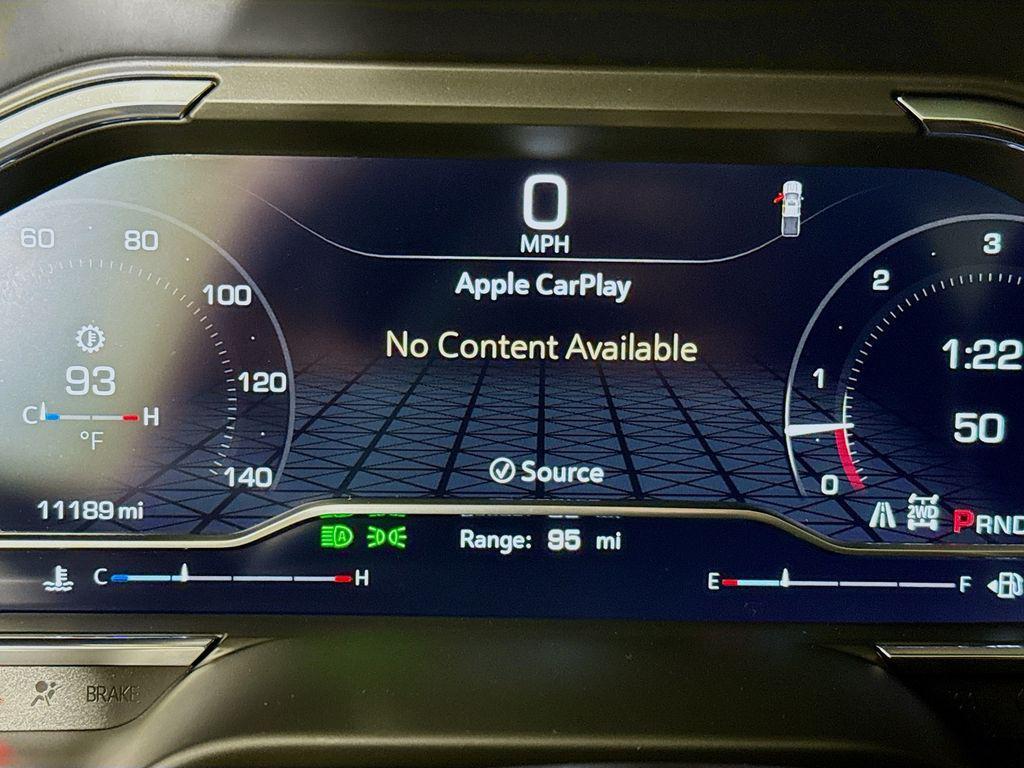 0
MPH
Apple CarPlay
No Content Available
Source
60
80
100
120
140
93
C H
°F
11189 mi
3
2
1
0
1:22
50
2WD
PRND
A
Range: 95 mi
C H
E F
BRAKE